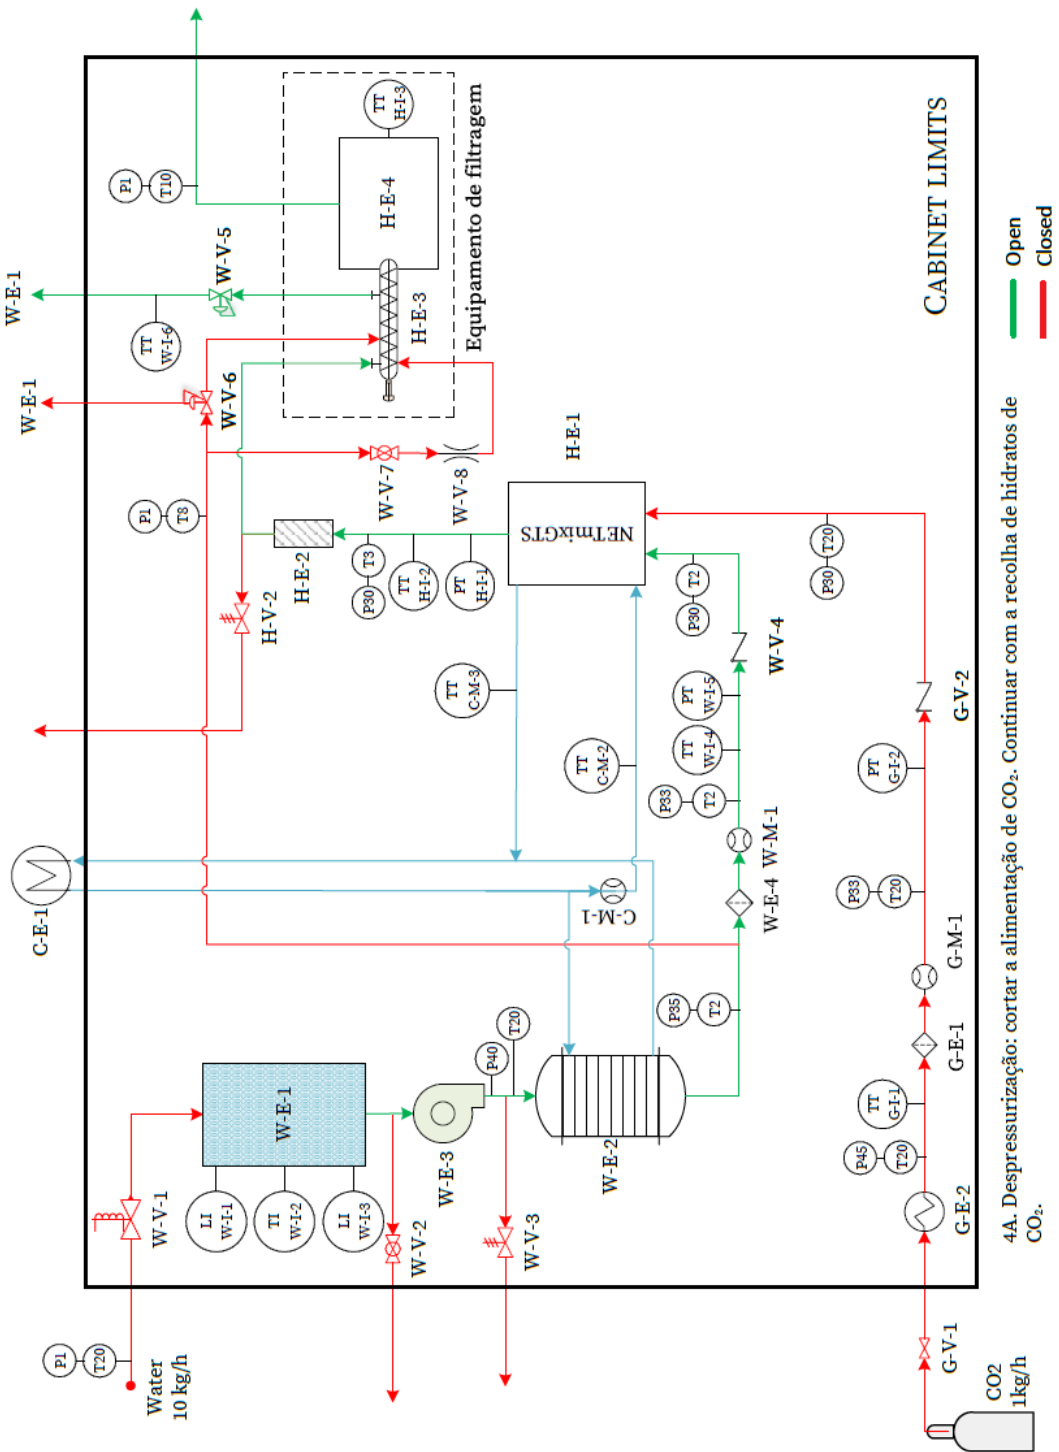 W-E-1
W-E-1
C-E-1
P1
T20
Water
10 kg/h
W-V-1
P1
T10
P1
T8
TT
W-I-6
W-V-5
W-V-6
LI
W-I-1
TI
W-I-2
LI
W-I-3
W-E-1
H-V-2
H-E-2
W-V-2
W-E-3
W-V-3
P40
T20
P30
T3
TT
H-I-2
PT
H-I-1
W-V-7
W-V-8
H-E-3
H-E-4
TT
H-I-3
Equipamento de filtragem
TT
C-M-3
TT
C-M-2
C-M-1
NETmixGTS
H-E-1
W-E-2
P35
T2
W-E-4
W-M-1
P33
T2
TT
W-I-4
PT
W-I-5
W-V-4
P30
T2
P30
T20
P45
T20
TT
G-I-1
P33
T20
PT
G-I-2
CABINET LIMITS
G-V-1
G-E-2
G-E-1
G-M-1
G-V-2
CO2
1kg/h
4A. Despressurização: cortar a alimentação de CO₂. Continuar com a recolha de hidratos de
CO₂.
Open
Closed